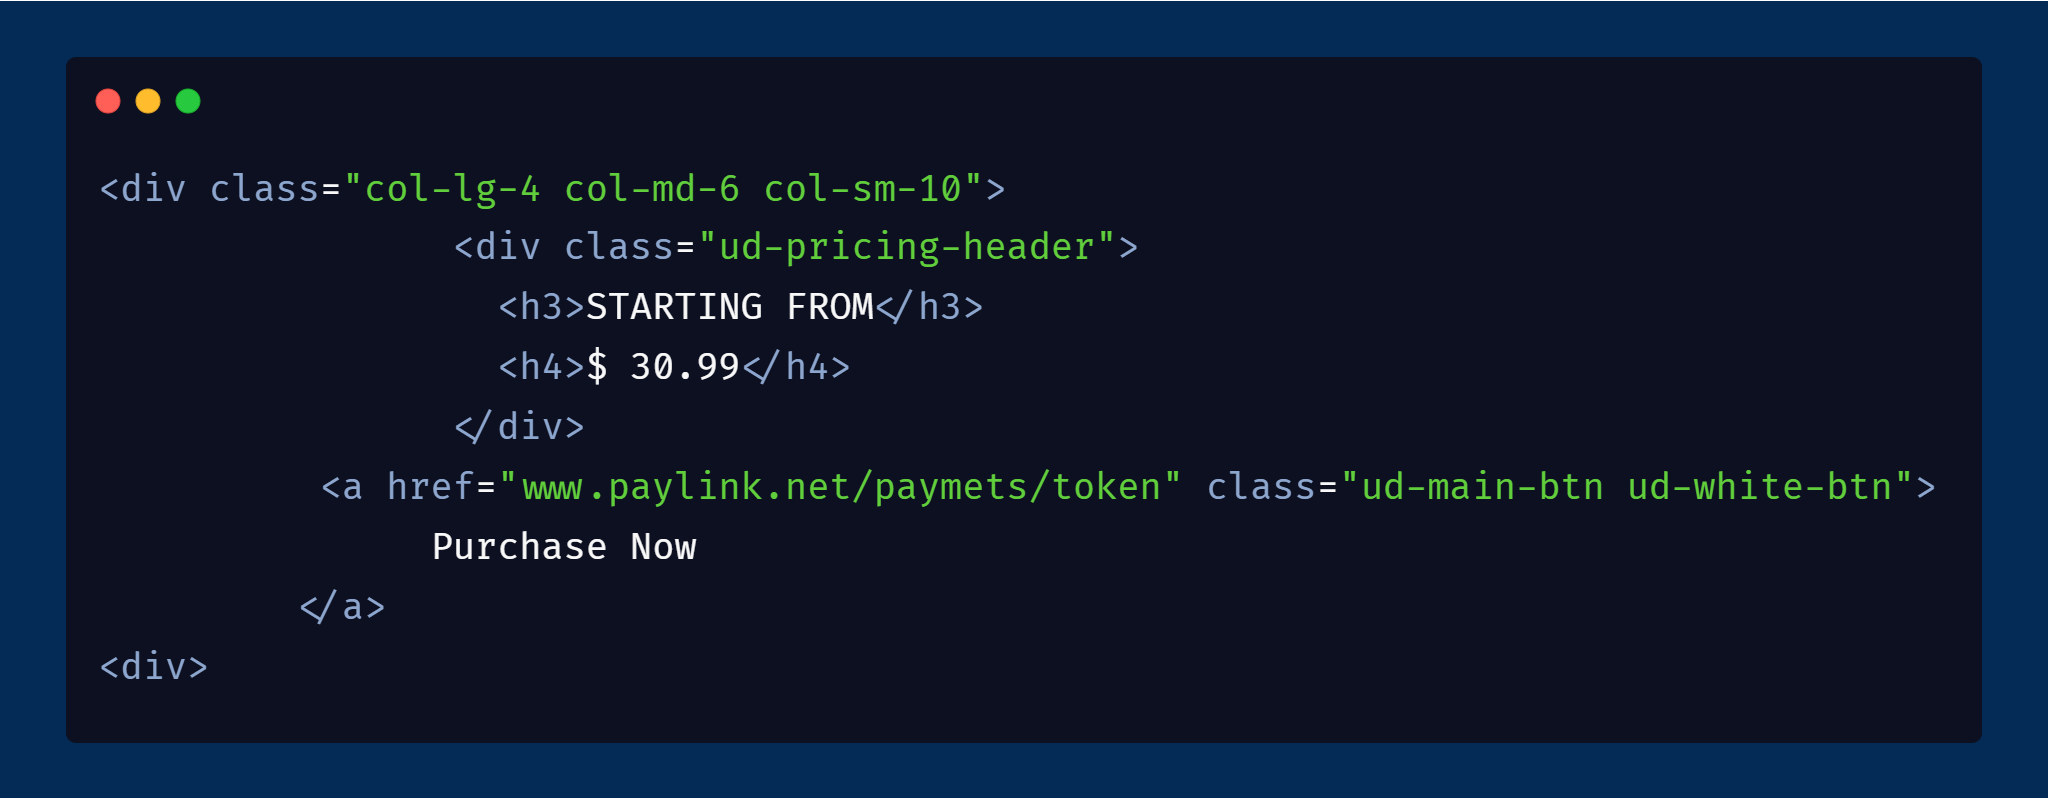 <div class="col-lg-4 col-md-6 col-sm-10">
<div class="ud-pricing-header">
<h3>STARTING FROM</h3>
<h4>$ 30.99</h4>
</div>
<a href="www.paylink.net/paymets/token" class="ud-main-btn ud-white-btn">
Purchase Now
</a>
<div>